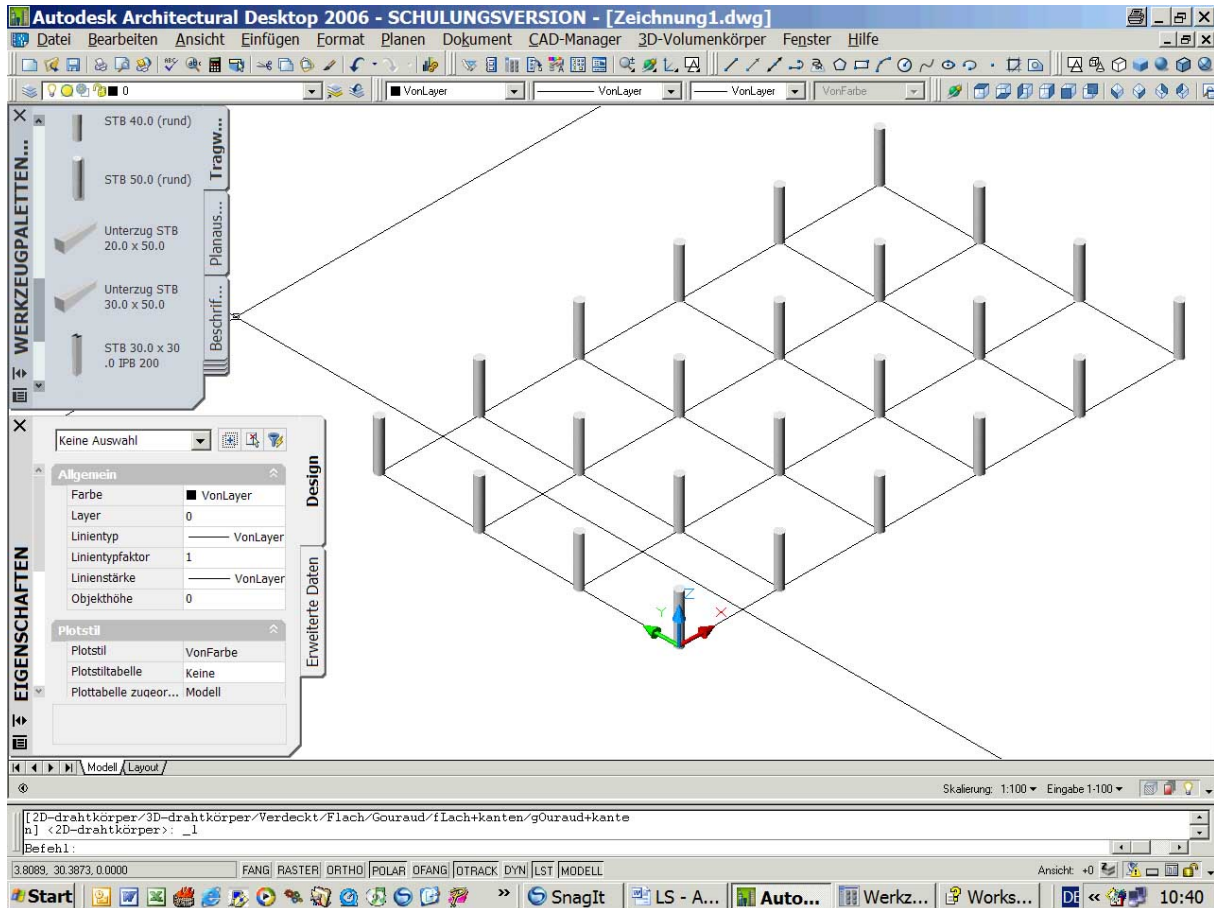 Autodesk Architectural Desktop 2006 - SCHULUNGSVERSION - [Zeichnung1.dwg]
Datei Bearbeiten Ansicht Einfügen Format Planen Dokument CAD-Manager 3D-Volumenkörper Fenster Hilfe
0 VonLayer VonLayer VonLayer VonFarbe
WERKZEUGPALETTEN...
STB 40.0 (rund)
STB 50.0 (rund)
Unterzug STB
20.0 x 50.0
Unterzug STB
30.0 x 50.0
STB 30.0 x 30
.0 IPB 200
Tragw...
Planaus...
Beschrif...
EIGENSCHAFTEN
Keine Auswahl
Allgemein
Farbe VonLayer
Layer 0
Linientyp VonLayer
Linientypfaktor 1
Linienstärke VonLayer
Objekthöhe 0
Plotstil
Plotstil VonFarbe
Plotstiltabelle Keine
Plottabelle zugeor... Modell
Design
Erweiterte Daten
Z
Y X
Modell Layout
Skalierung: 1:100 Eingabe 1-100
[2D-drahtkörper/3D-drahtkörper/Verdeckt/Flach/Gouraud/fLach+kanten/gOuraud+kante
n] <2D-drahtkörper>: _l
Befehl:
3.8089, 30.3873, 0.0000 FANG RASTER ORTHO POLAR OFANG OTRACK DYN LST MODELL Ansicht: +0
Start » SnagIt LS - A... Auto... Werkz... Works... DE « 10:40